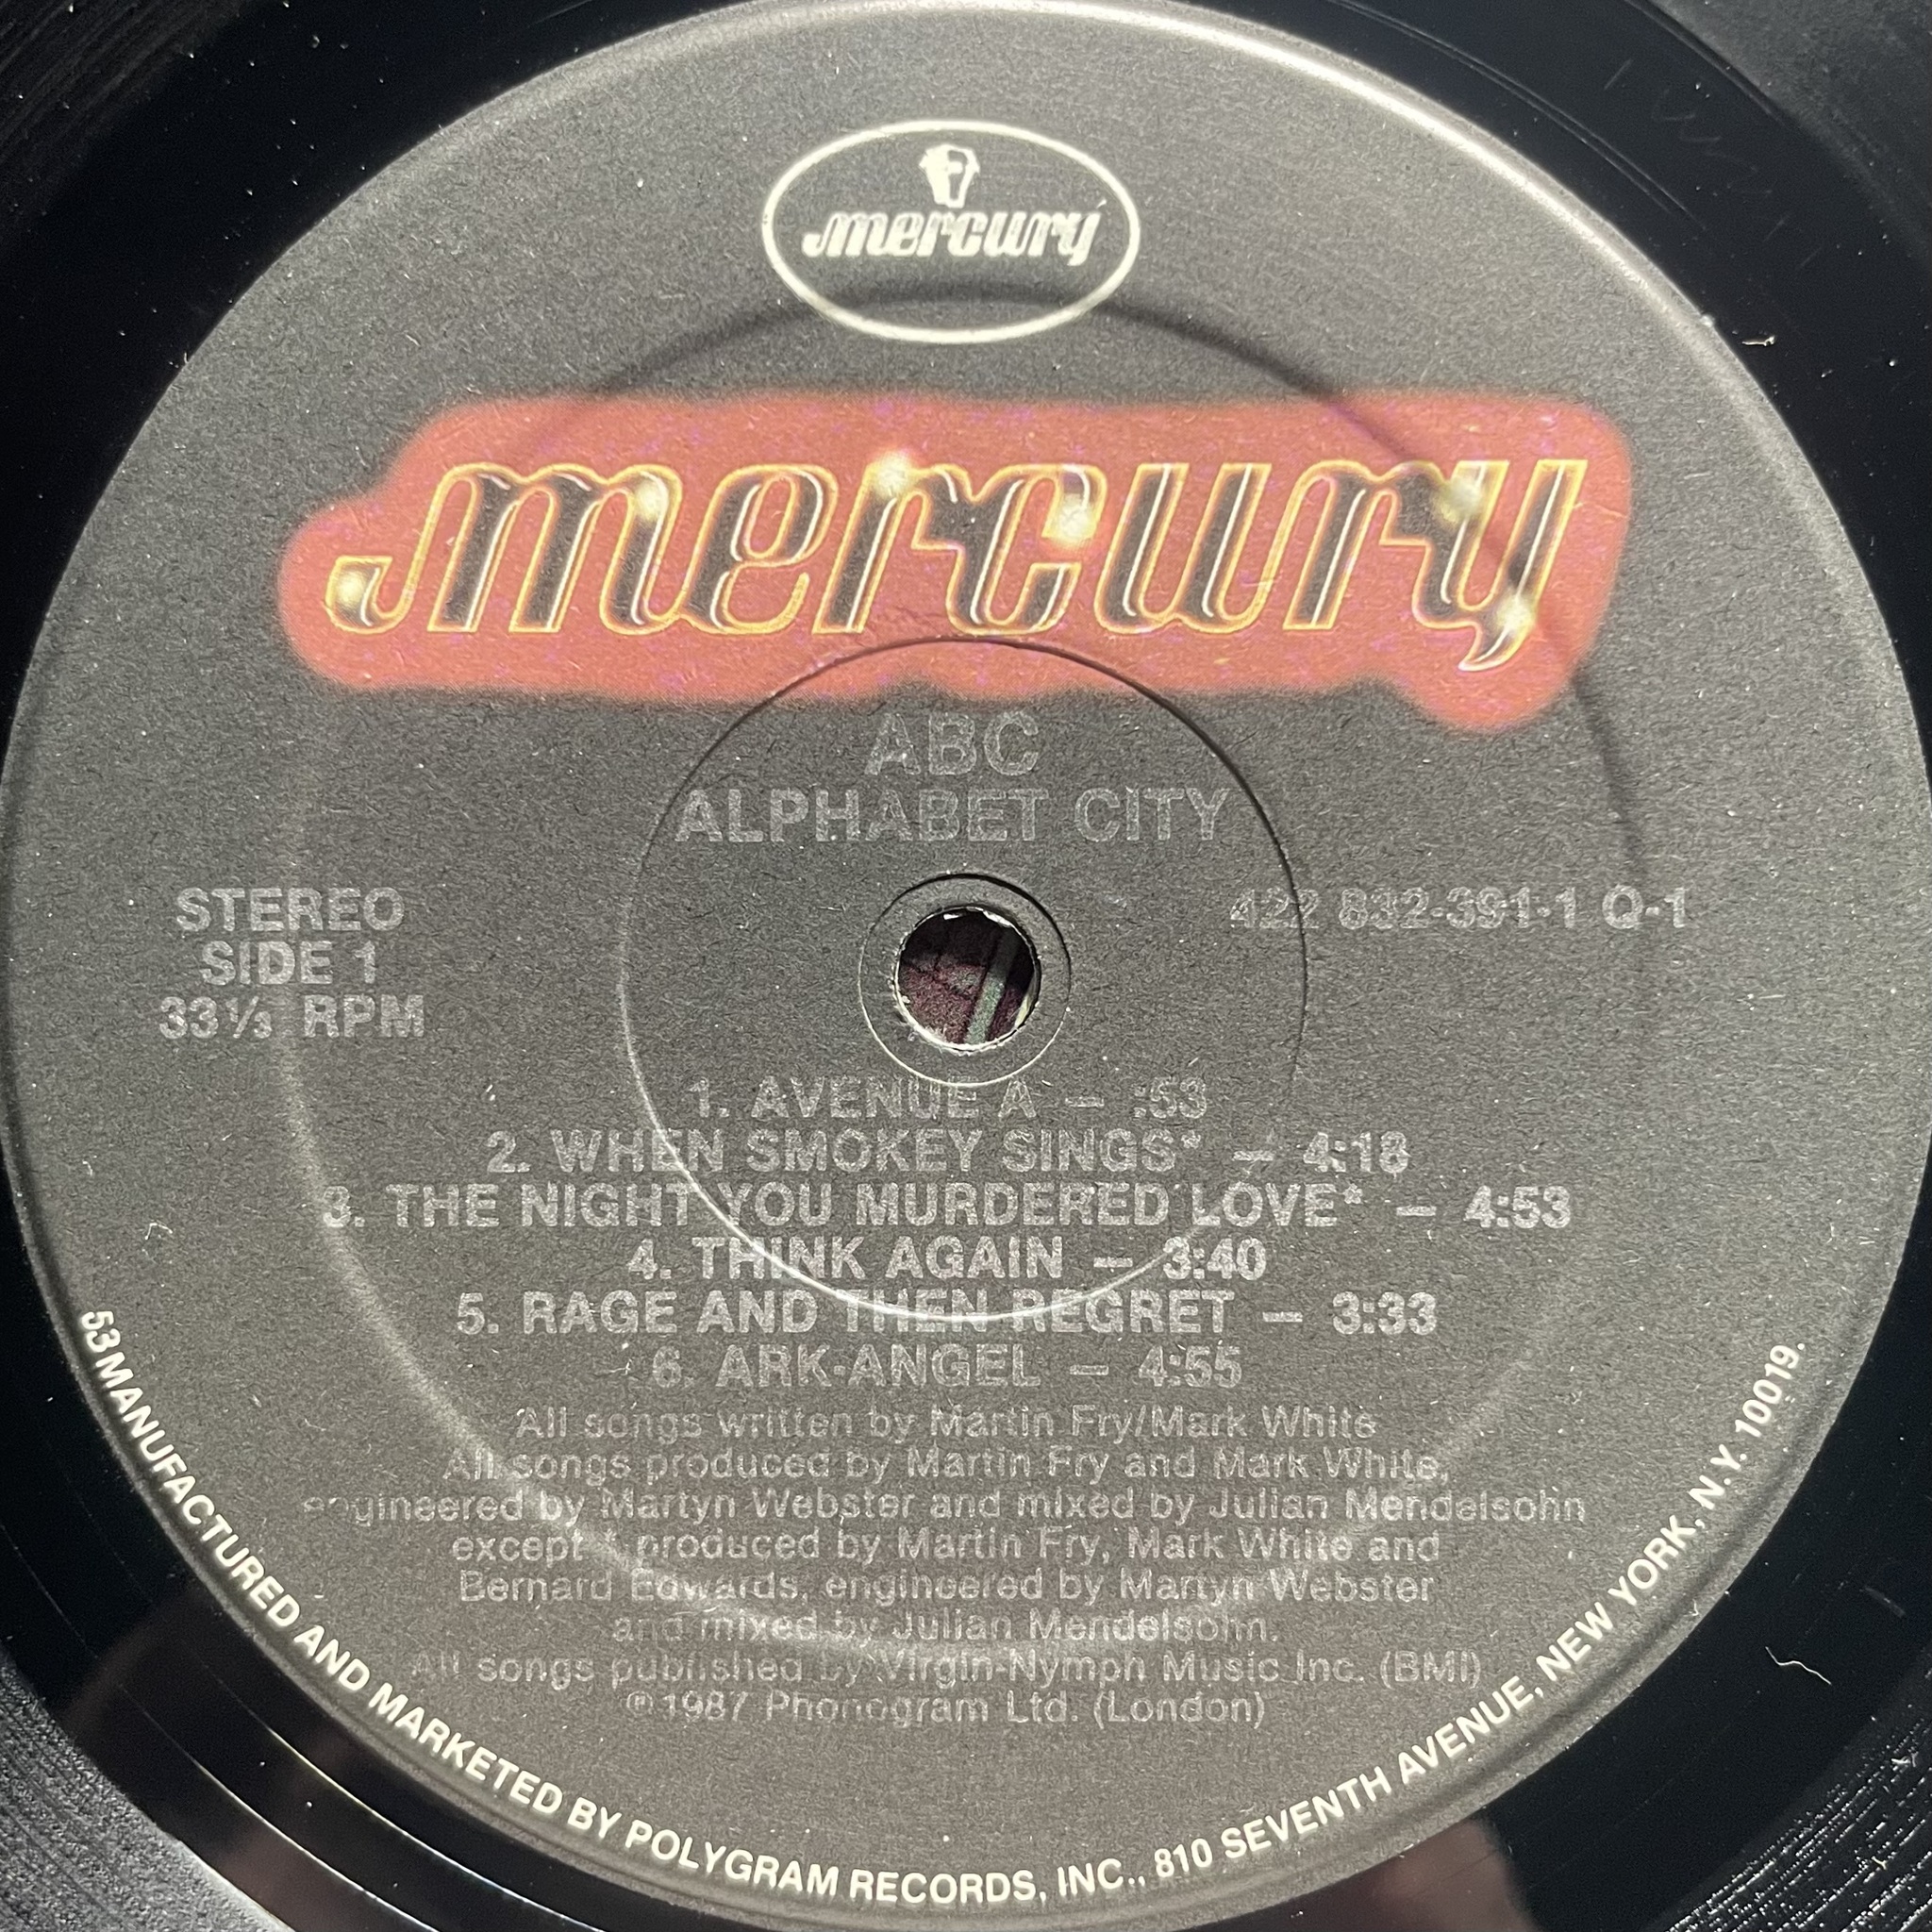 mercury
mercury
ABC
ALPHABET CITY
STEREO
SIDE 1
33⅓ RPM
422 832-391-1 Q-1
1. AVENUE A — :53
2. WHEN SMOKEY SINGS* — 4:18
3. THE NIGHT YOU MURDERED LOVE* — 4:53
4. THINK AGAIN — 3:40
5. RAGE AND THEN REGRET — 3:33
6. ARK-ANGEL — 4:55
All songs written by Martin Fry/Mark White
All songs produced by Martin Fry and Mark White,
engineered by Martyn Webster and mixed by Julian Mendelsohn
except * produced by Martin Fry, Mark White and
Bernard Edwards, engineered by Martyn Webster
and mixed by Julian Mendelsohn.
All songs published by Virgin-Nymph Music Inc. (BMI)
℗ 1987 Phonogram Ltd. (London)
53 MANUFACTURED AND MARKETED BY POLYGRAM RECORDS, INC., 810 SEVENTH AVENUE, NEW YORK, N.Y. 10019.